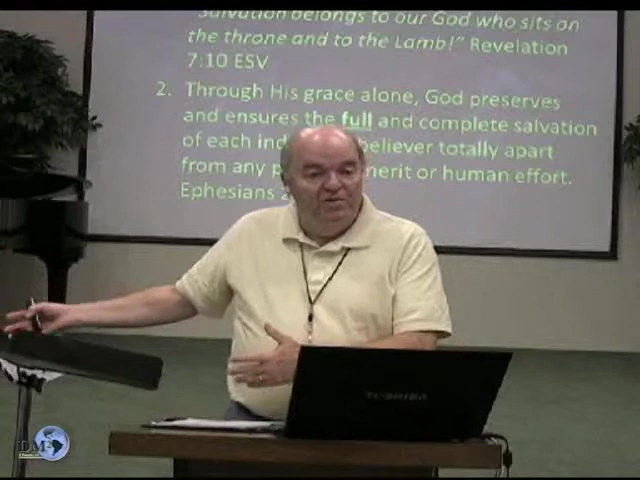 "Salvation belongs to our God who sits on
the throne and to the Lamb!" Revelation
7:10 ESV
2. Through His grace alone, God preserves
and ensures the full and complete salvation
of each believer totally apart
from any merit or human effort.
Ephesians
TOSHIBA